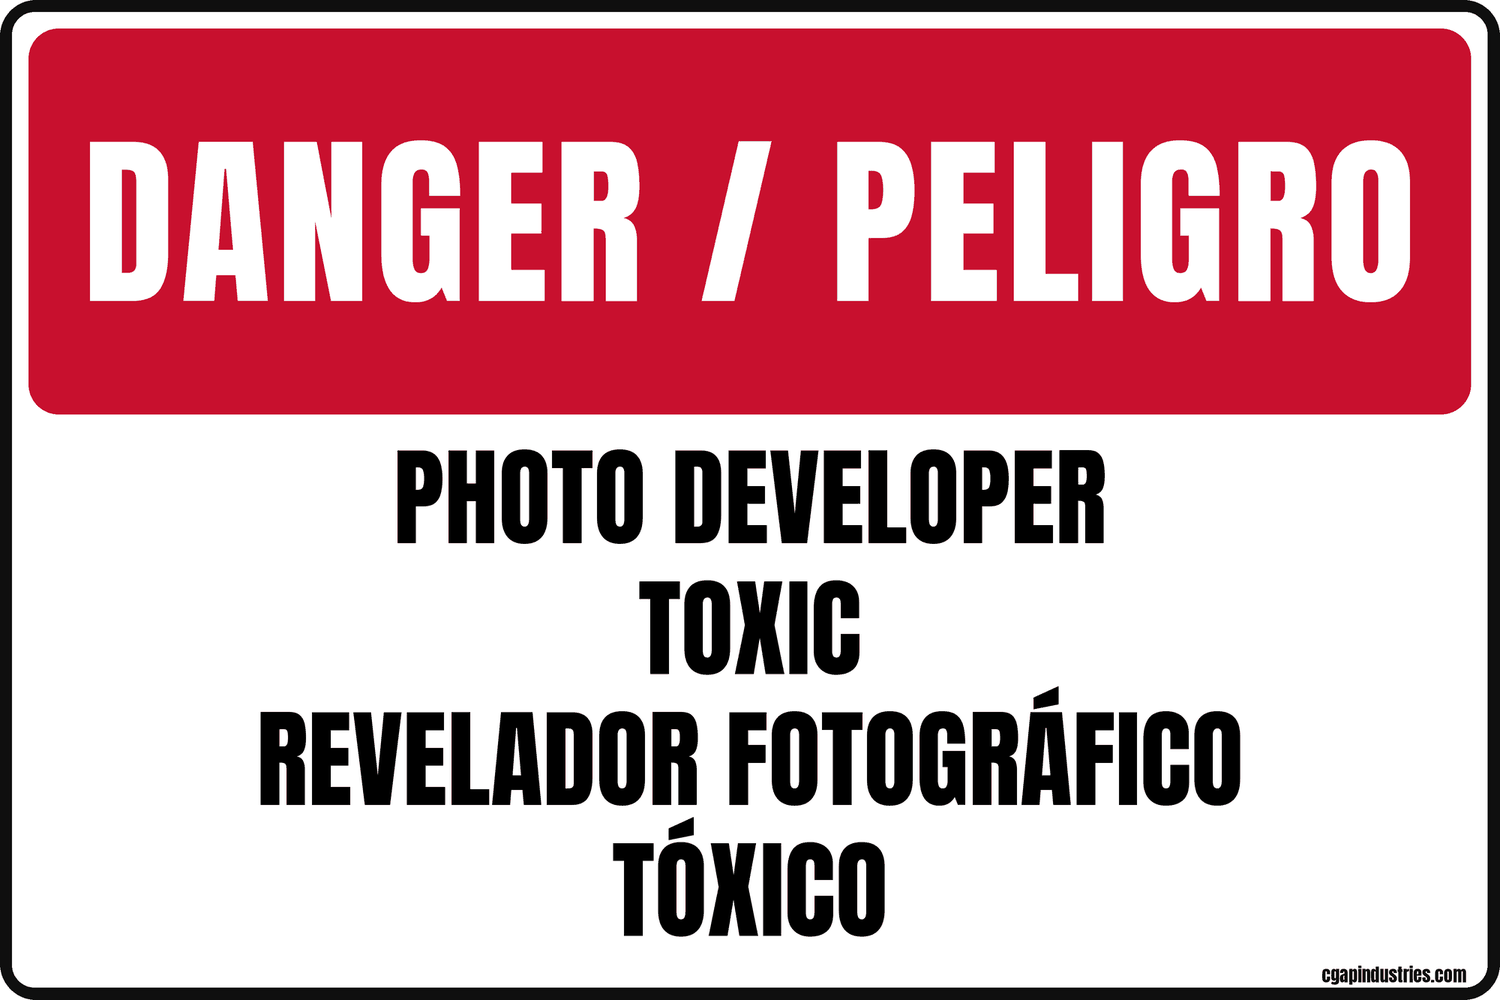 DANGER / PELIGRO
PHOTO DEVELOPER
TOXIC
REVELADOR FOTOGRÁFICO
TÓXICO
cgapindustries.com